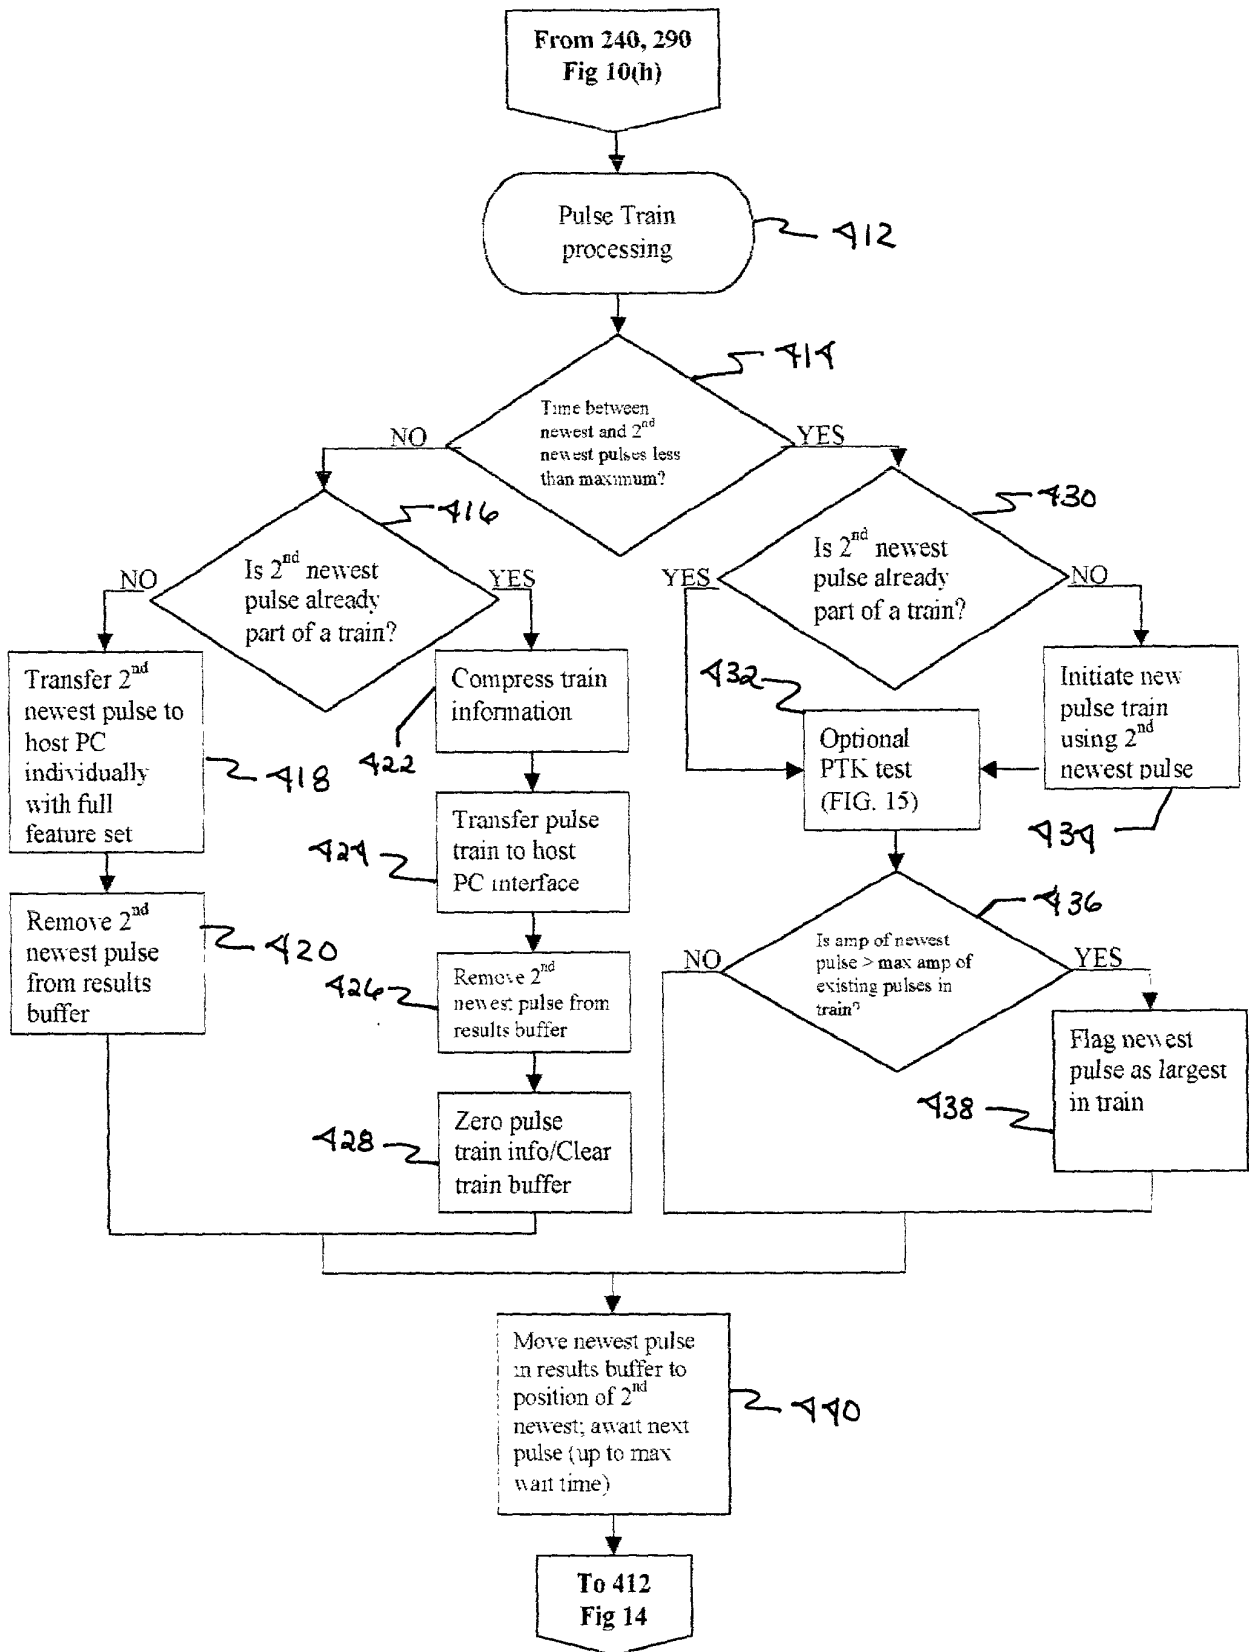 From 240, 290
Fig 10(h)
Pulse Train
processing
412
414
Time between
newest and 2nd
newest pulses less
than maximum?
NO
YES
416
Is 2nd newest
pulse already
part of a train?
NO
YES
430
Is 2nd newest
pulse already
part of a train?
YES
NO
Transfer 2nd
newest pulse to
host PC
individually
with full
feature set
418
Compress train
information
422
432
Optional
PTK test
(FIG. 15)
Initiate new
pulse train
using 2nd
newest pulse
434
Transfer pulse
train to host
PC interface
424
Remove 2nd
newest pulse
from results
buffer
420
Remove 2nd
newest pulse from
results buffer
426
436
Is amp of newest
pulse > max amp of
existing pulses in
train?
NO
YES
Flag newest
pulse as largest
in train
438
Zero pulse
train info/Clear
train buffer
428
Move newest pulse
in results buffer to
position of 2nd
newest; await next
pulse (up to max
wait time)
440
To 412
Fig 14